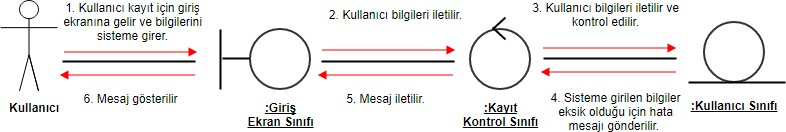 1. Kullanıcı kayıt için giriş
ekranına gelir ve bilgilerini
sisteme girer.
2. Kullanıcı bilgileri iletilir.
3. Kullanıcı bilgileri iletilir ve
kontrol edilir.
Kullanıcı
6. Mesaj gösterilir
:Giriş
Ekran Sınıfı
5. Mesaj iletilir.
:Kayıt
Kontrol Sınıfı
4. Sisteme girilen bilgiler
eksik olduğu için hata
mesajı gönderilir.
:Kullanıcı Sınıfı